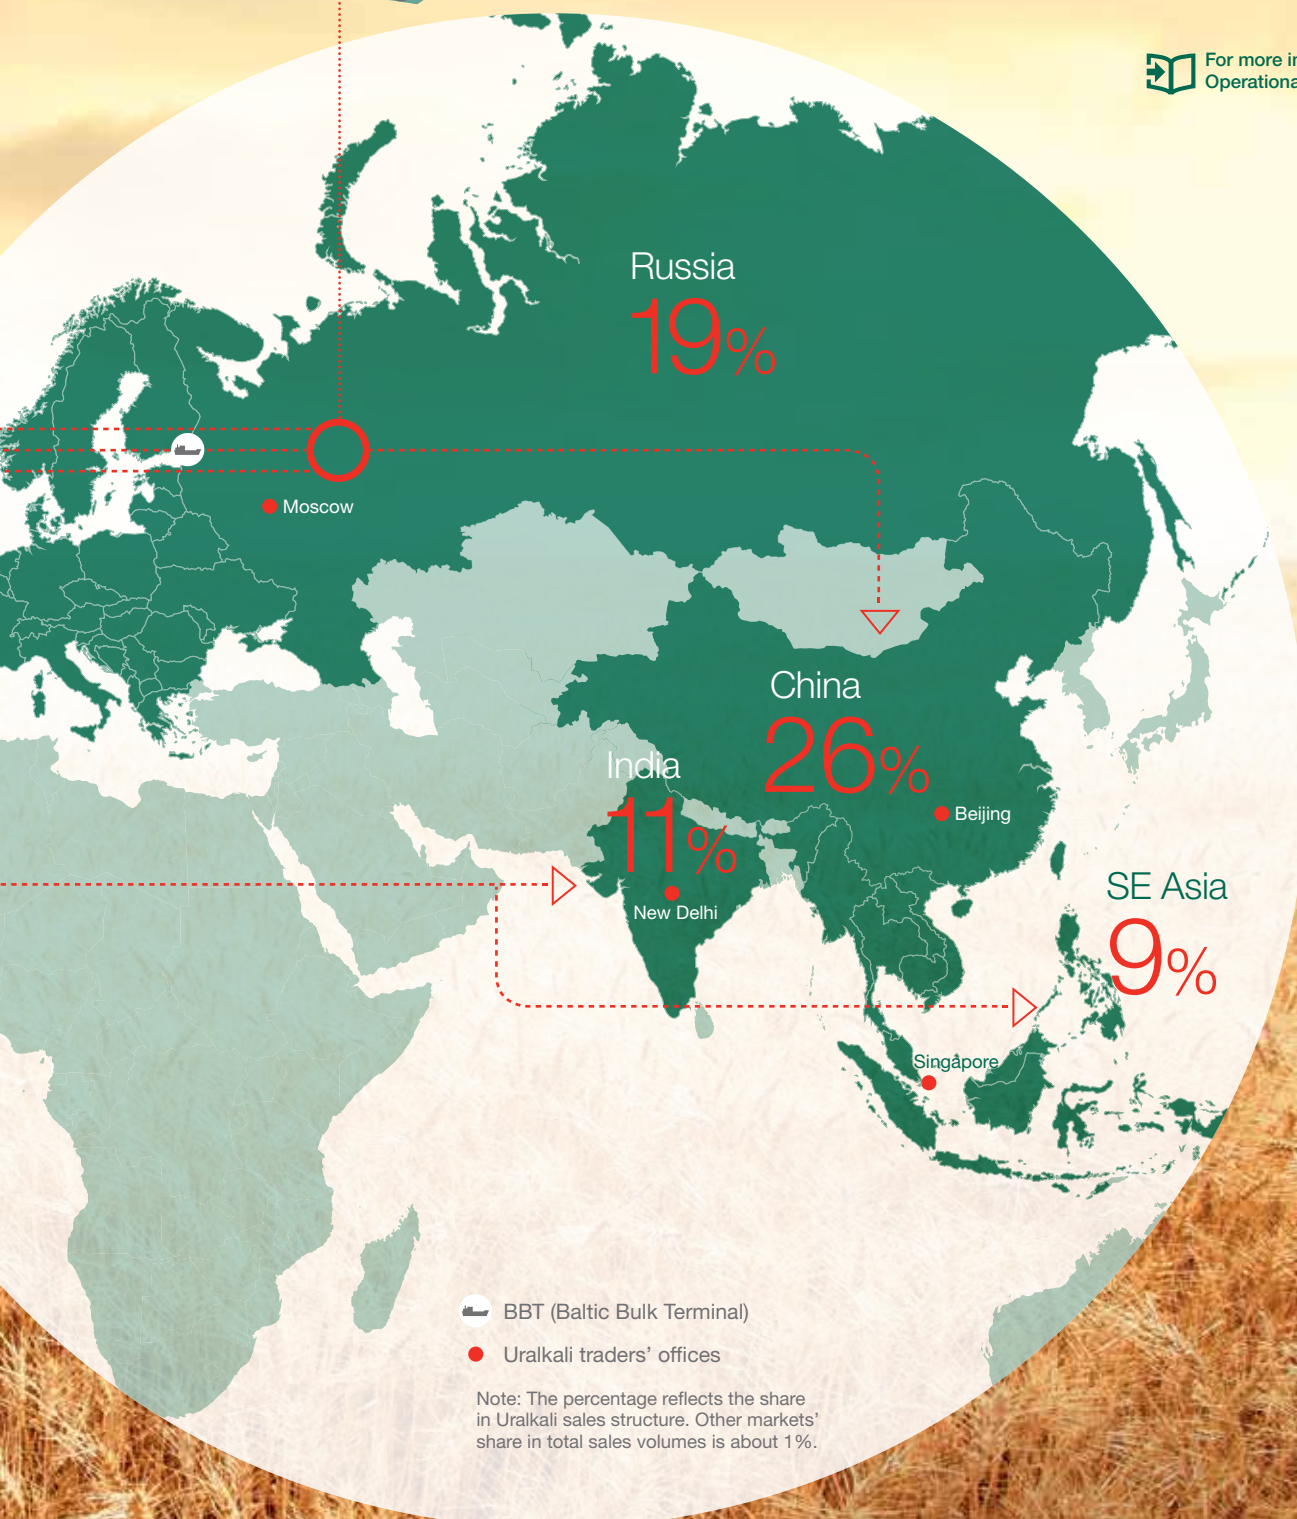 For more in
Operationa
Russia
19%
Moscow
China
26%
India
11%
Beijing
New Delhi
SE Asia
9%
Singapore
BBT (Baltic Bulk Terminal)
Uralkali traders’ offices
Note: The percentage reflects the share
in Uralkali sales structure. Other markets’
share in total sales volumes is about 1%.